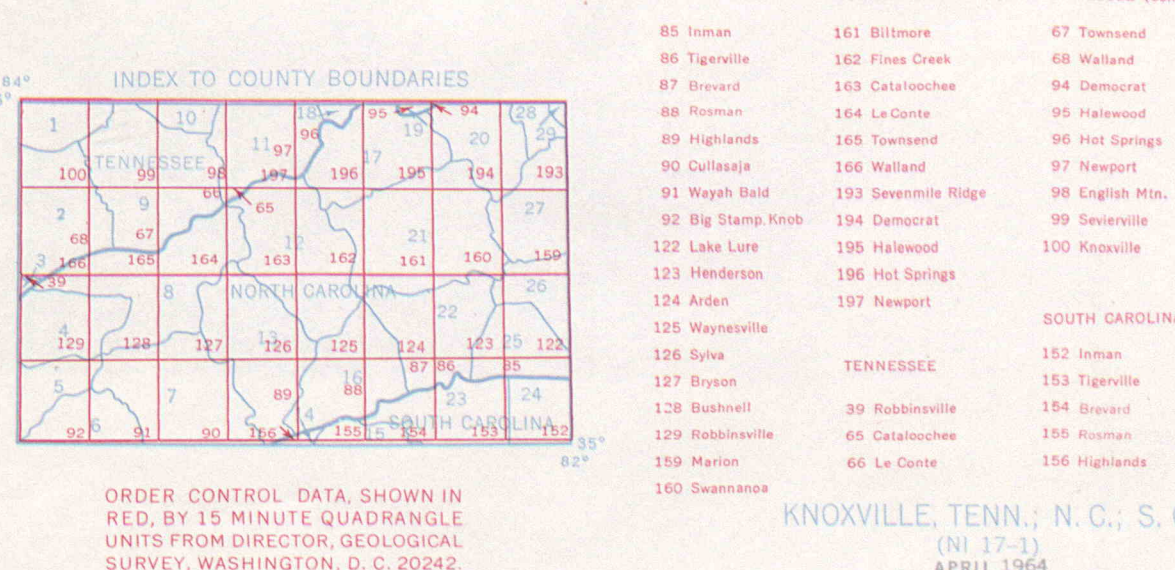 INDEX TO COUNTY BOUNDARIES
84°
1
10
18
95
19
94
28
29
11
96
20
97
17
TENNESSEE
100
99
98
197
196
195
194
193
66
65
2
9
27
68
67
12
21
3
166
165
164
163
162
161
160
159
39
8
NORTH CAROLINA
26
22
4
13
129
128
127
126
125
124
123
25
122
87
86
85
5
7
89
16
88
23
24
6
4
SOUTH CAROLINA
92
91
90
156
155
15
154
153
152
35°
82°
ORDER CONTROL DATA, SHOWN IN
RED, BY 15 MINUTE QUADRANGLE
UNITS FROM DIRECTOR, GEOLOGICAL
SURVEY, WASHINGTON, D. C. 20242.
85 Inman
86 Tigerville
87 Brevard
88 Rosman
89 Highlands
90 Cullasaja
91 Wayah Bald
92 Big Stamp. Knob
122 Lake Lure
123 Henderson
124 Arden
125 Waynesville
126 Sylva
127 Bryson
128 Bushnell
129 Robbinsville
159 Marion
160 Swannanoa
161 Biltmore
162 Fines Creek
163 Cataloochee
164 Le Conte
165 Townsend
166 Walland
193 Sevenmile Ridge
194 Democrat
195 Halewood
196 Hot Springs
197 Newport
TENNESSEE
39 Robbinsville
65 Cataloochee
66 Le Conte
67 Townsend
68 Walland
94 Democrat
95 Halewood
96 Hot Springs
97 Newport
98 English Mtn.
99 Sevierville
100 Knoxville
SOUTH CAROLINA
152 Inman
153 Tigerville
154 Brevard
155 Rosman
156 Highlands
KNOXVILLE, TENN.; N. C.; S.
(NI 17-1)
APRIL 1964